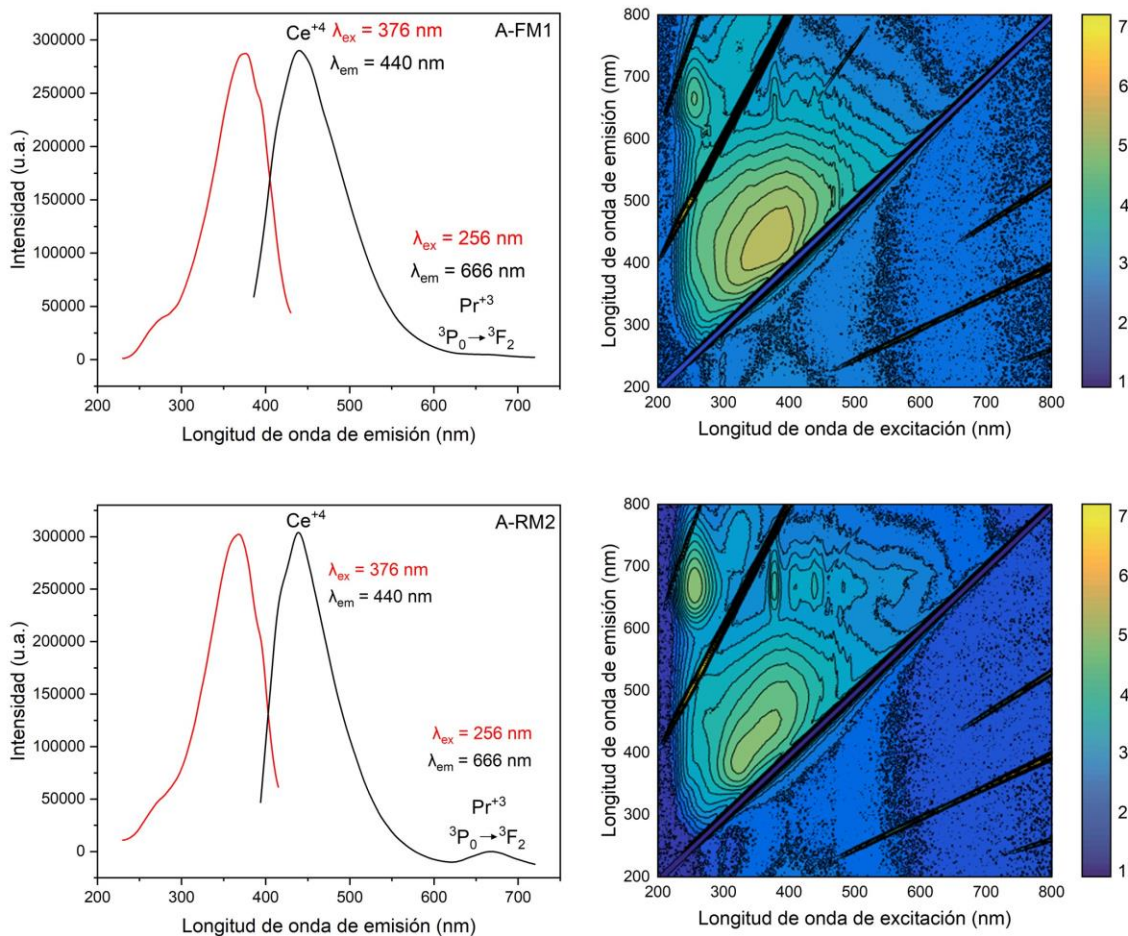 A-FM1
Ce+4
λex = 376 nm
λem = 440 nm
λex = 256 nm
λem = 666 nm
Pr+3
3P0→3F2
Intensidad (u.a.)
300000
250000
200000
150000
100000
50000
0
200 300 400 500 600 700
Longitud de onda de emisión (nm)
Longitud de onda de emisión (nm)
800
700
600
500
400
300
200
200 300 400 500 600 700 800
Longitud de onda de excitación (nm)
7
6
5
4
3
2
1
A-RM2
Ce+4
λex = 376 nm
λem = 440 nm
λex = 256 nm
λem = 666 nm
Pr+3
3P0→3F2
Intensidad (u.a.)
300000
250000
200000
150000
100000
50000
0
200 300 400 500 600 700
Longitud de onda de emisión (nm)
Longitud de onda de emisión (nm)
800
700
600
500
400
300
200
200 300 400 500 600 700 800
Longitud de onda de excitación (nm)
7
6
5
4
3
2
1